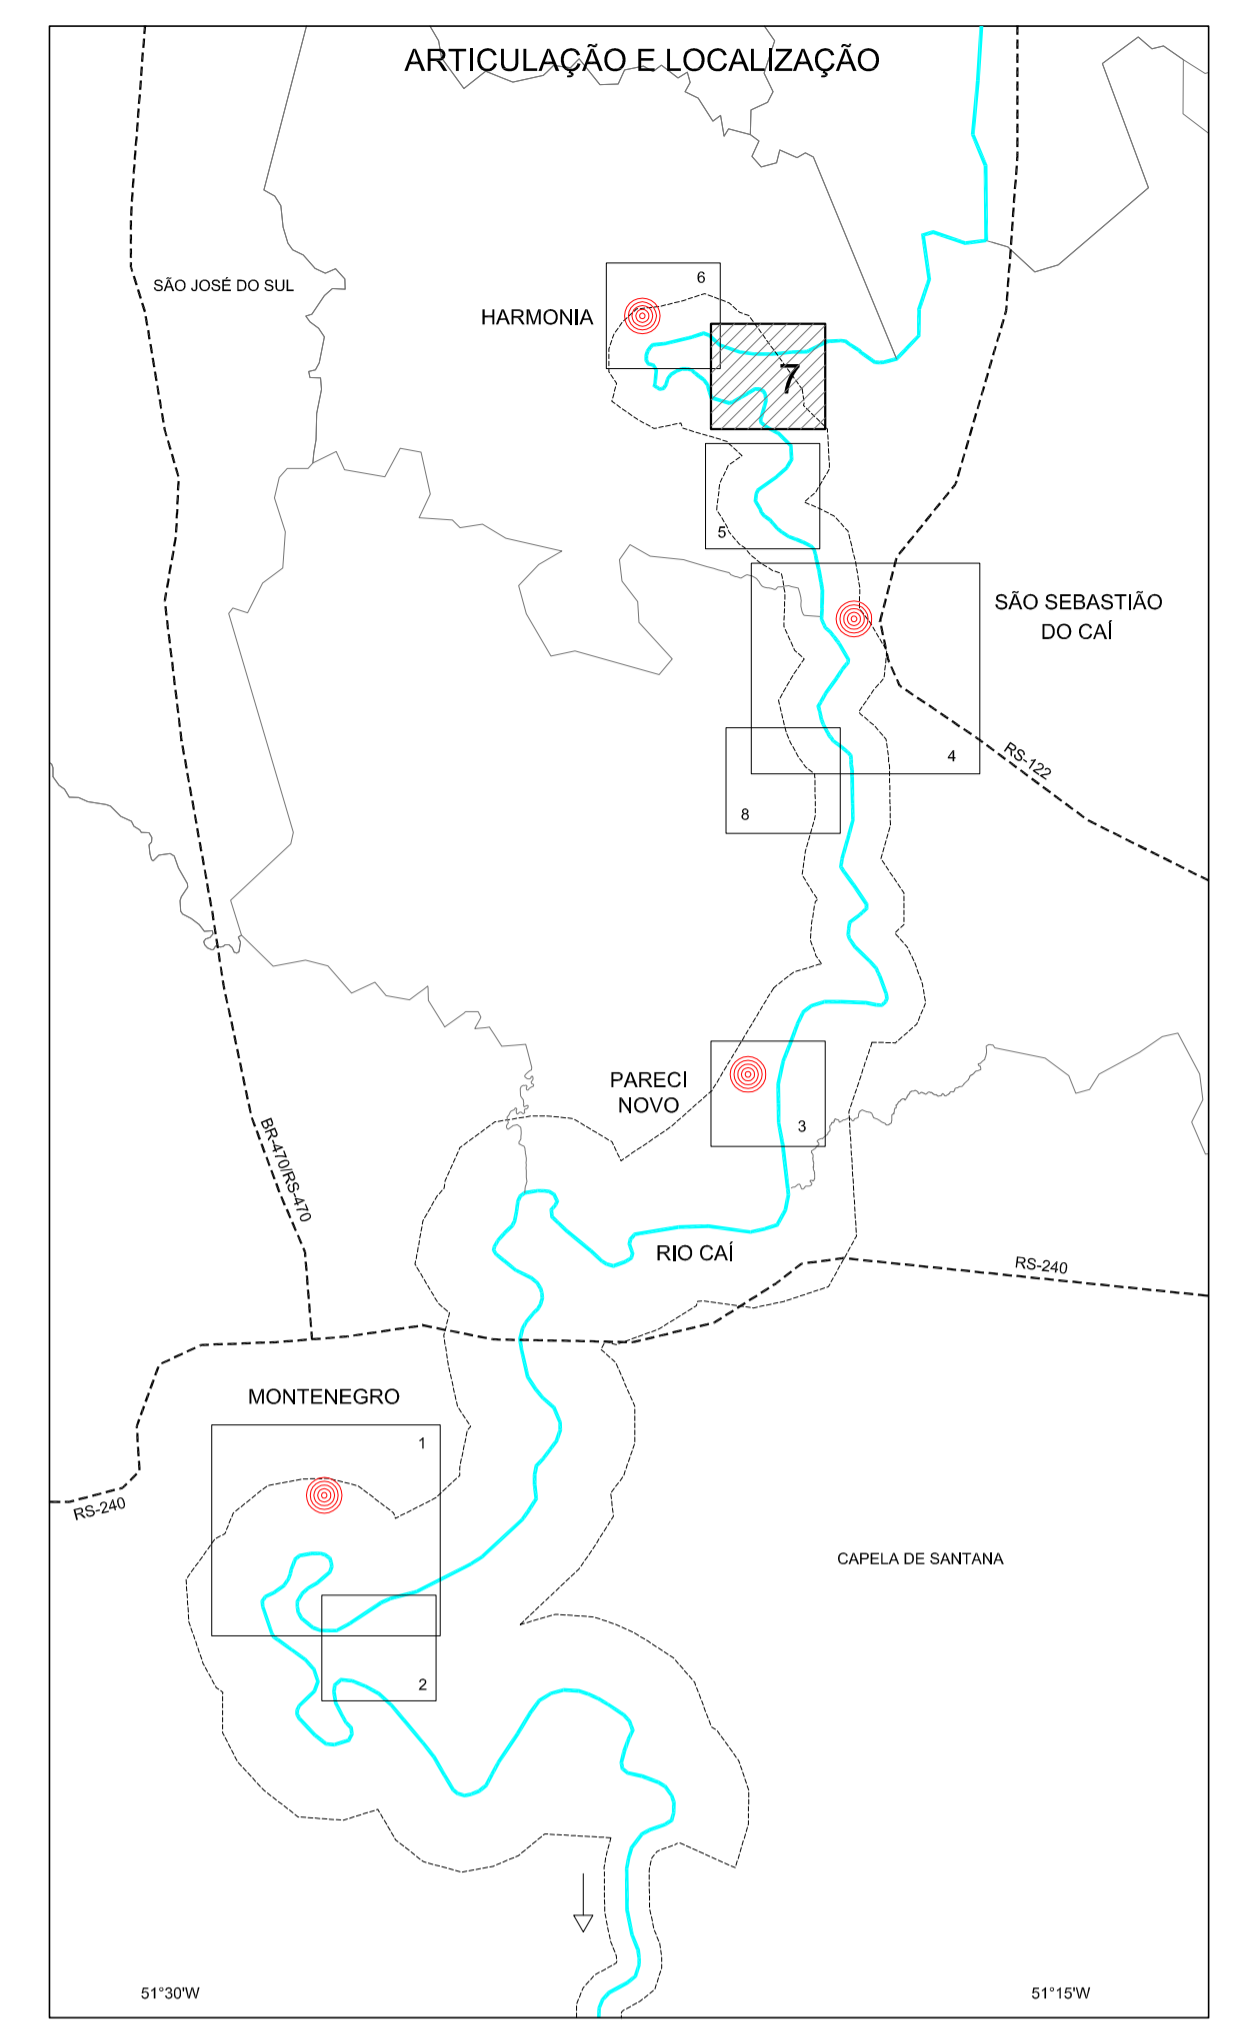 ARTICULAÇÃO E LOCALIZAÇÃO
6
SÃO JOSÉ DO SUL
HARMONIA
7
5
SÃO SEBASTIÃO
DO CAÍ
4
RS-122
8
PARECI
NOVO
3
BR-470/RS-470
RIO CAÍ
RS-240
MONTENEGRO
1
RS-240
CAPELA DE SANTANA
2
51°30'W
51°15'W